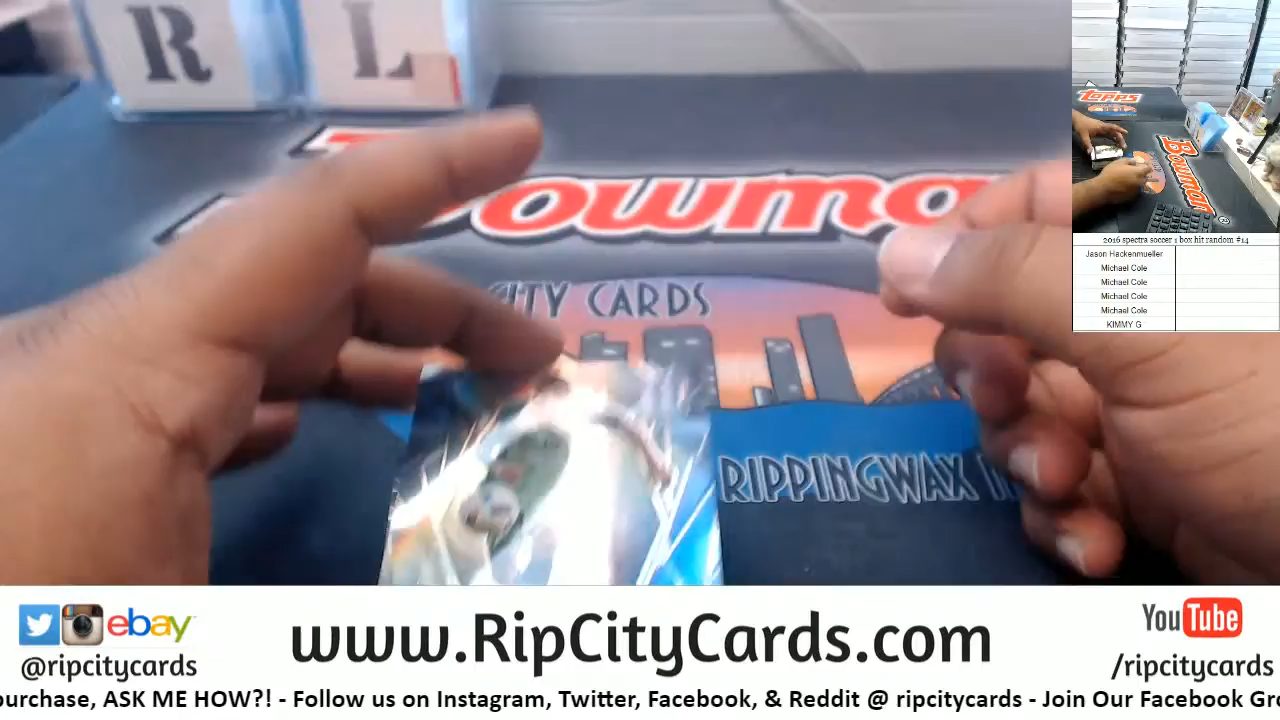 R L
Bowma
CITY CARDS
RIPPINGWAX
TOPPS
Bowman
2016 spectra soccer 1 box hit random #14
Jason Hackenmueller
Michael Cole
Michael Cole
Michael Cole
Michael Cole
KIMMY G
ebay
www.RipCityCards.com
YouTube
@ripcitycards
/ripcitycards
purchase, ASK ME HOW?! - Follow us on Instagram, Twitter, Facebook, & Reddit @ ripcitycards - Join Our Facebook Gr